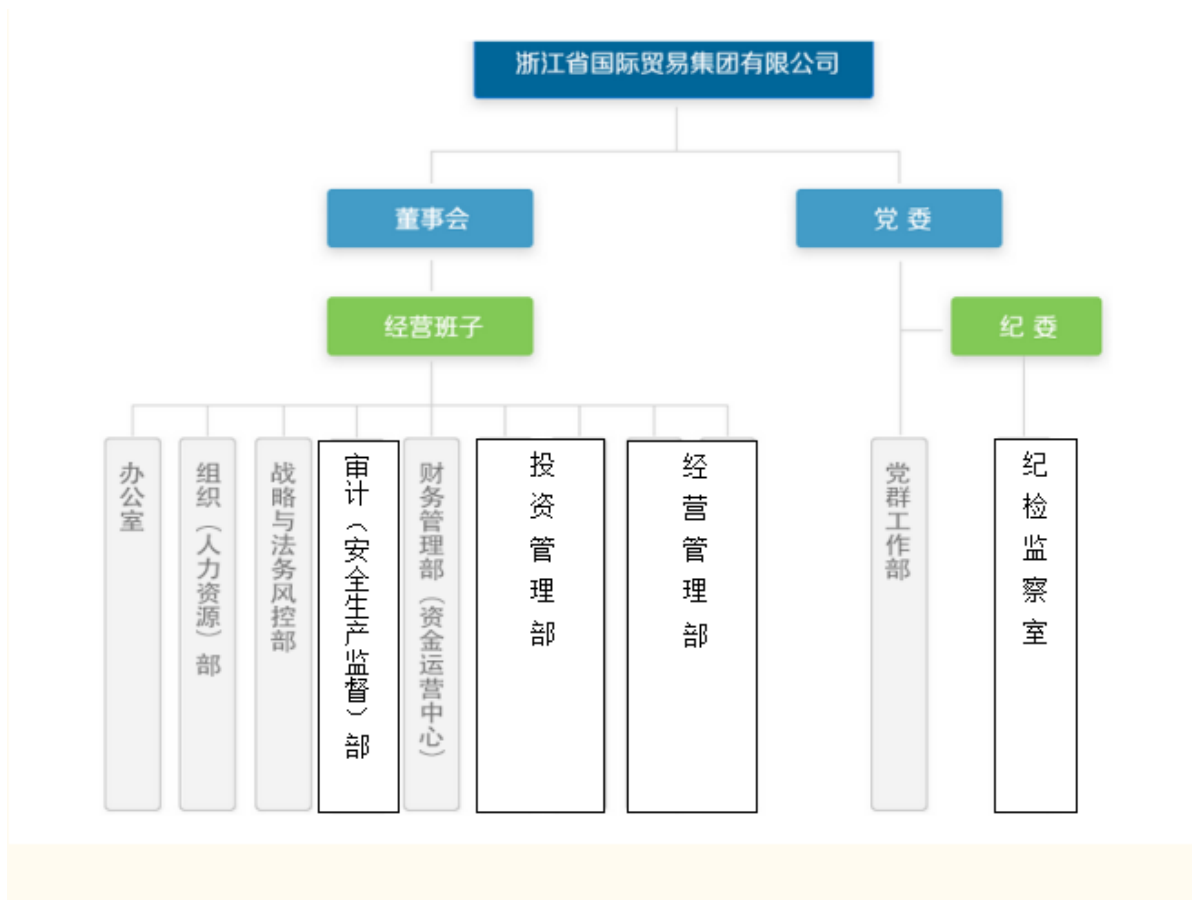 浙江省国际贸易集团有限公司
董事会
党 委
经营班子
纪 委
办公室
组织（人力资源）部
战略与法务风控部
审计（安全生产监督）部
财务管理部（资金运营中心）
投资管理部
经营管理部
党群工作部
纪检监察室